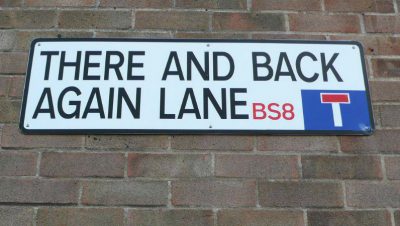 THERE AND BACK
AGAIN LANE BS8